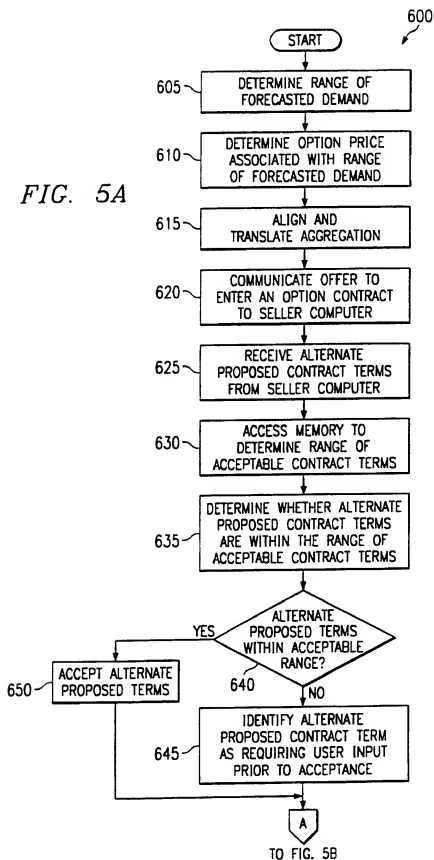 600
START
605
DETERMINE RANGE OF
FORECASTED DEMAND
610
DETERMINE OPTION PRICE
ASSOCIATED WITH RANGE
OF FORECASTED DEMAND
FIG. 5A
615
ALIGN AND
TRANSLATE AGGREGATION
620
COMMUNICATE OFFER TO
ENTER AN OPTION CONTRACT
TO SELLER COMPUTER
625
RECEIVE ALTERNATE
PROPOSED CONTRACT TERMS
FROM SELLER COMPUTER
630
ACCESS MEMORY TO
DETERMINE RANGE OF
ACCEPTABLE CONTRACT TERMS
635
DETERMINE WHETHER ALTERNATE
PROPOSED CONTRACT TERMS
ARE WITHIN THE RANGE OF
ACCEPTABLE CONTRACT TERMS
ALTERNATE
PROPOSED TERMS
WITHIN ACCEPTABLE
RANGE?
640
YES
650
ACCEPT ALTERNATE
PROPOSED TERMS
NO
645
IDENTIFY ALTERNATE
PROPOSED CONTRACT TERM
AS REQUIRING USER INPUT
PRIOR TO ACCEPTANCE
A
TO FIG. 5B